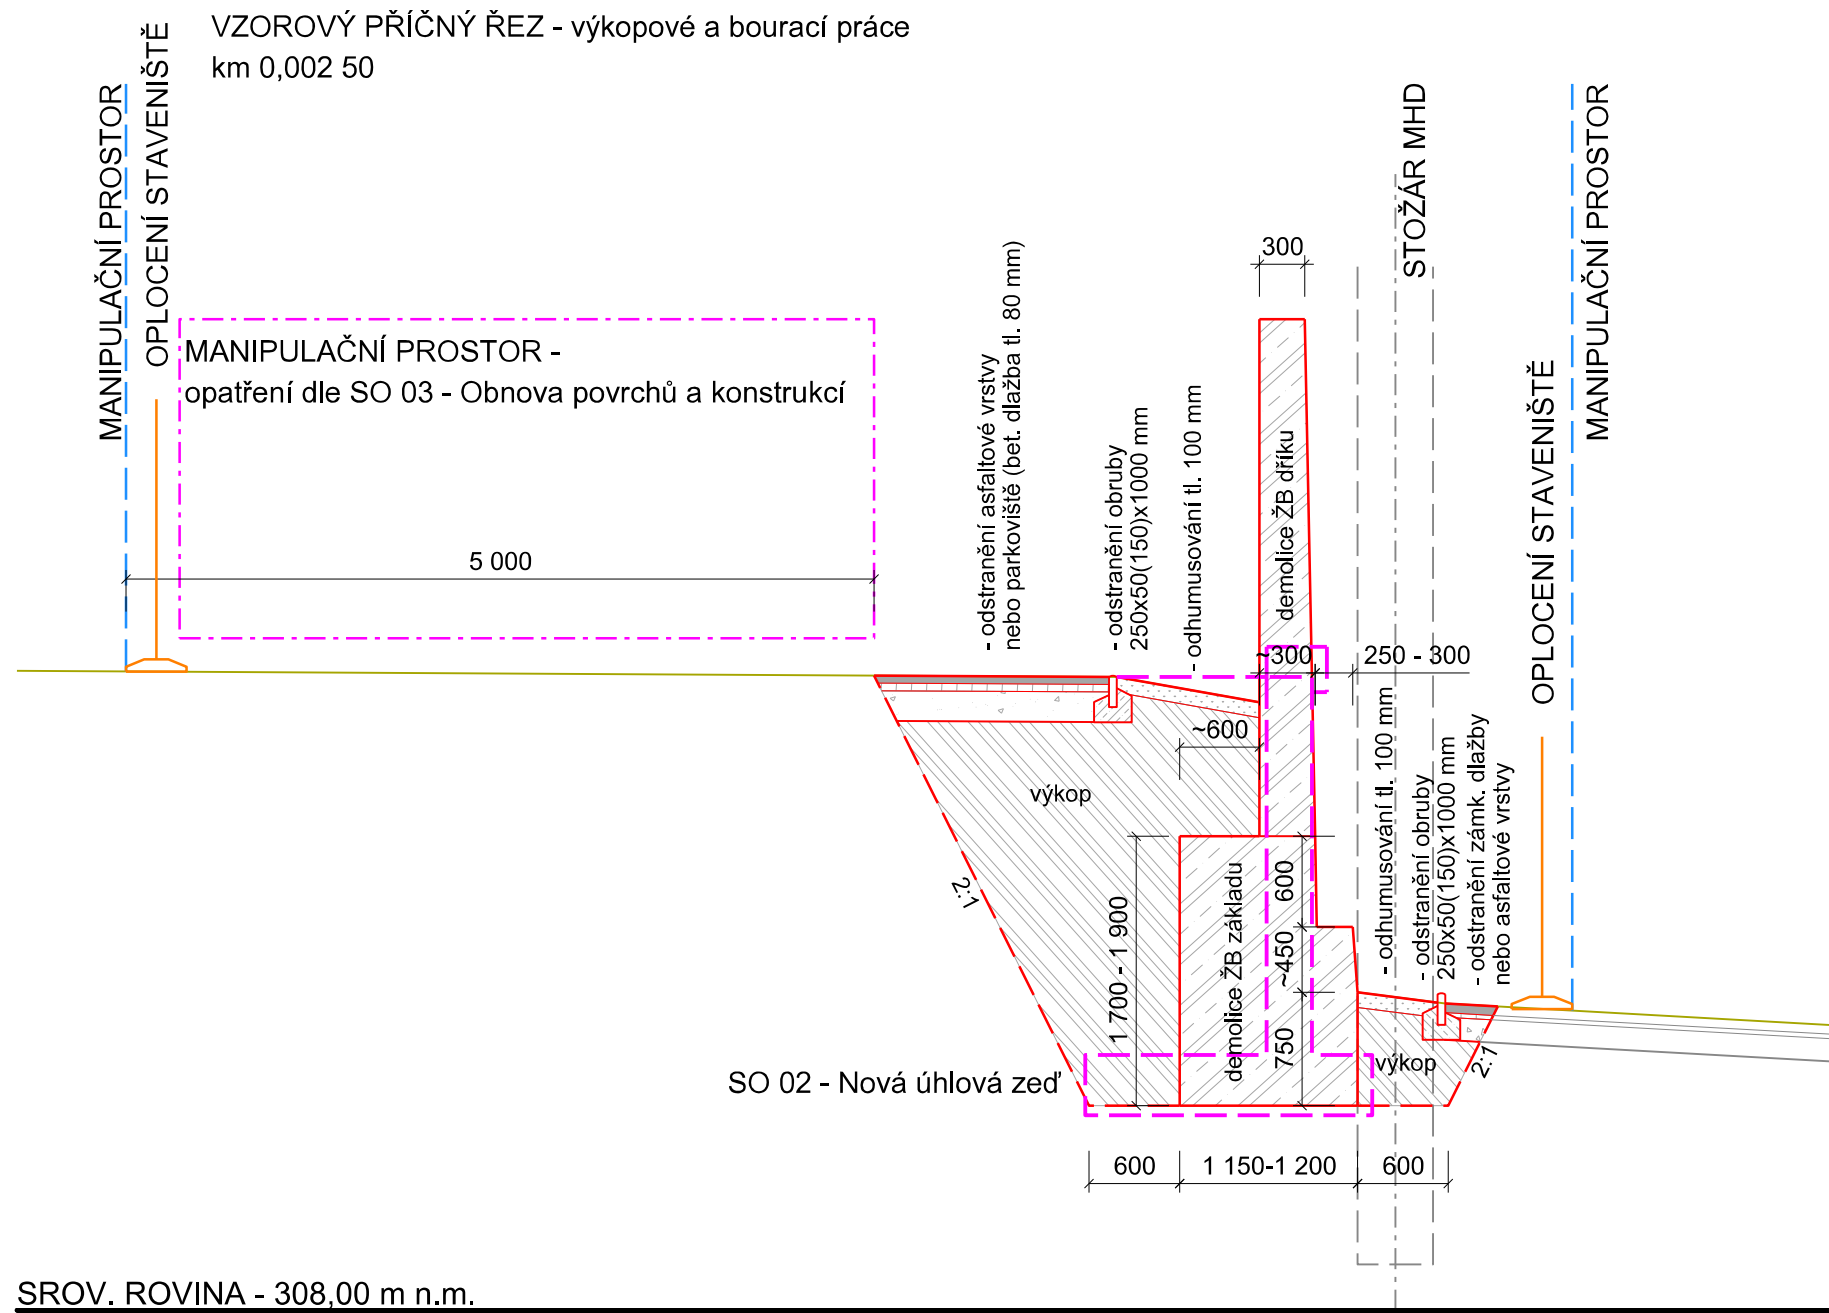 VZOROVÝ PŘÍČNÝ ŘEZ - výkopové a bourací práce
km 0,002 50
MANIPULAČNÍ PROSTOR
OPLOCENÍ STAVENIŠTĚ
MANIPULAČNÍ PROSTOR -
opatření dle SO 03 - Obnova povrchů a konstrukcí
5 000
- odstranění asfaltové vrstvy
nebo parkoviště (bet. dlažba tl. 80 mm)
- odstranění obruby
250x50(150)x1000 mm
- odhumusování tl. 100 mm
300
demolice ŽB dříku
STOŽÁR MHD
OPLOCENÍ STAVENIŠTĚ
MANIPULAČNÍ PROSTOR
~300
250 - 300
~600
výkop
2:1
1 700 - 1 900
demolice ŽB základu
600
~450
750
- odhumusování tl. 100 mm
- odstranění obruby
250x50(150)x1000 mm
- odstranění zámk. dlažby
nebo asfaltové vrstvy
výkop
2:1
SO 02 - Nová úhlová zeď
600
1 150-1 200
600
SROV. ROVINA - 308,00 m n.m.